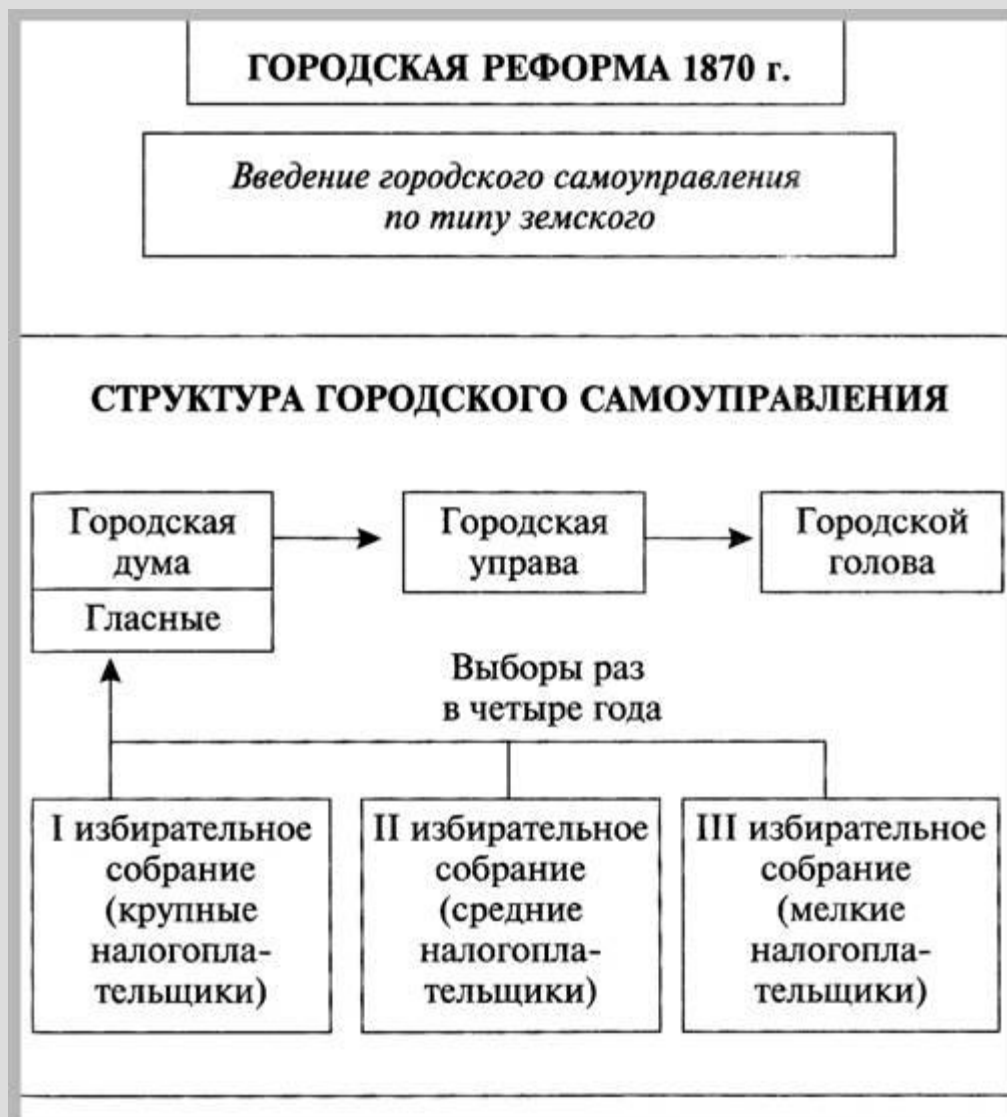 ГОРОДСКАЯ РЕФОРМА 1870 г.
Введение городского самоуправления
по типу земского
СТРУКТУРА ГОРОДСКОГО САМОУПРАВЛЕНИЯ
Городская
дума
Гласные
Городская
управа
Городской
голова
Выборы раз
в четыре года
I избирательное
собрание
(крупные
налогопла-
тельщики)
II избирательное
собрание
(средние
налогопла-
тельщики)
III избирательное
собрание
(мелкие
налогопла-
тельщики)